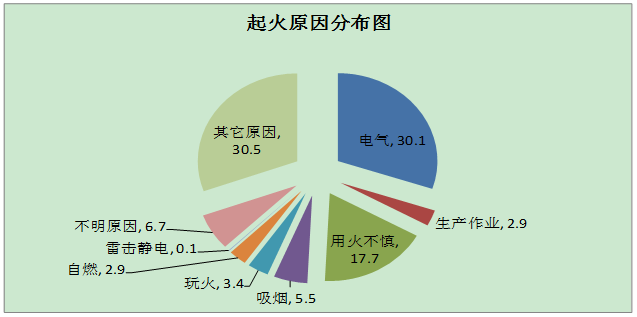 起火原因分布图
其它原因,
30.5
电气, 30.1
不明原因, 6.7
雷击静电, 0.1
自燃, 2.9
玩火, 3.4
吸烟, 5.5
用火不慎,
17.7
生产作业, 2.9